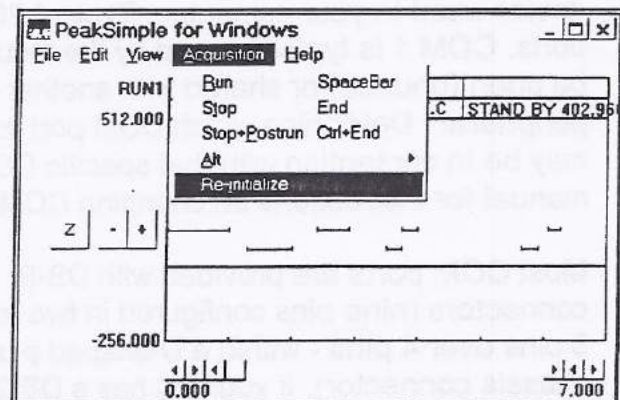 PeakSimple for Windows
File Edit View Acquisition Help
RUN1
Run SpaceBar
Stop End
Stop+Postrun Ctrl+End
Alt
Re-initialize
.C STAND BY 402.96
512.000
Z - +
-256.000
0.000 7.000